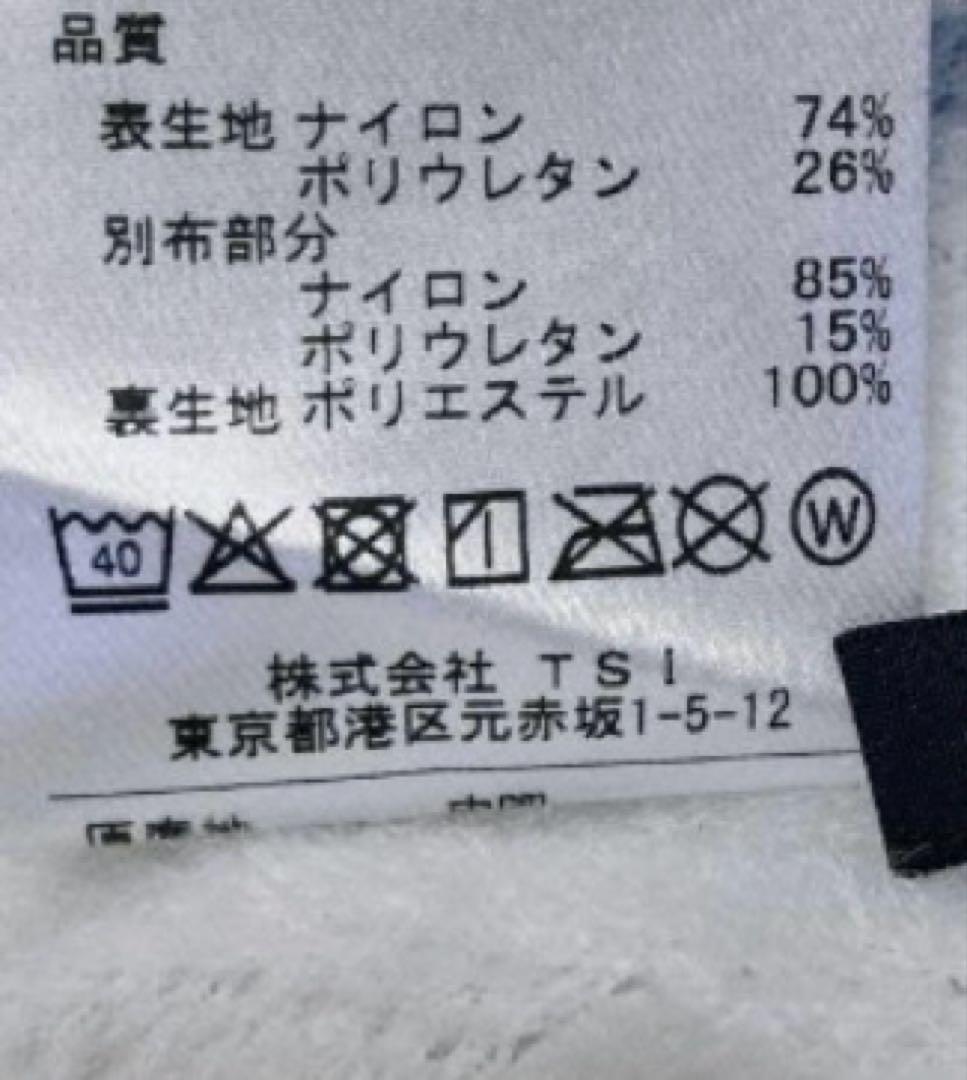 品質
表生地 ナイロン 74%
ポリウレタン 26%
別布部分
ナイロン 85%
ポリウレタン 15%
裏生地 ポリエステル 100%
40
W
株式会社 TSI
東京都港区元赤坂1-5-12